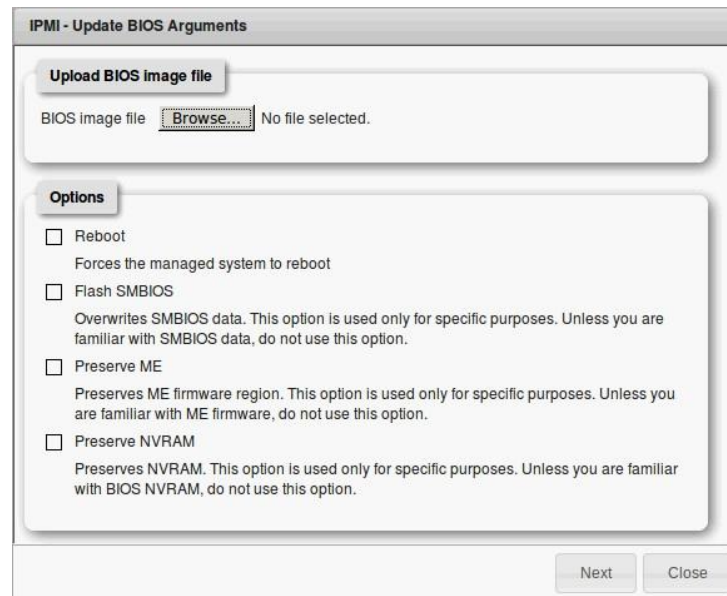 IPMI - Update BIOS Arguments
Upload BIOS image file
BIOS image file Browse... No file selected.
Options
Reboot
Forces the managed system to reboot
Flash SMBIOS
Overwrites SMBIOS data. This option is used only for specific purposes. Unless you are
familiar with SMBIOS data, do not use this option.
Preserve ME
Preserves ME firmware region. This option is used only for specific purposes. Unless you
are familiar with ME firmware, do not use this option.
Preserve NVRAM
Preserves NVRAM. This option is used only for specific purposes. Unless you are familiar
with BIOS NVRAM, do not use this option.
Next Close